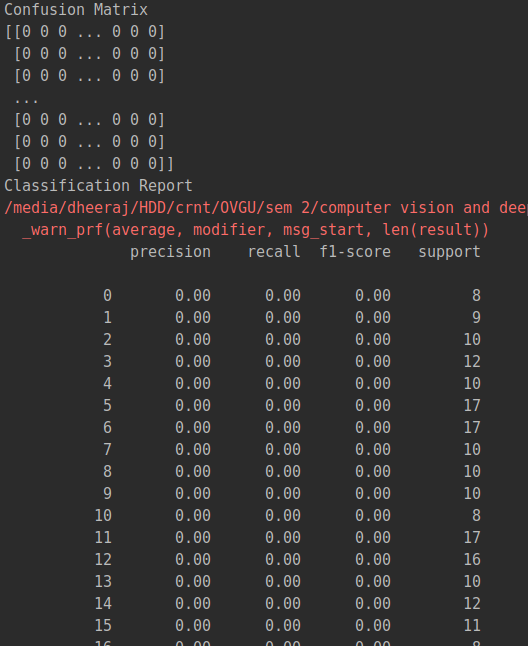 Confusion Matrix
[[0 0 0 ... 0 0 0]
 [0 0 0 ... 0 0 0]
 [0 0 0 ... 0 0 0]
 ...
 [0 0 0 ... 0 0 0]
 [0 0 0 ... 0 0 0]
 [0 0 0 ... 0 0 0]]
Classification Report
/media/dheeraj/HDD/crnt/OVGU/sem 2/computer vision and deep
  _warn_prf(average, modifier, msg_start, len(result))
              precision    recall  f1-score   support

           0       0.00      0.00      0.00         8
           1       0.00      0.00      0.00         9
           2       0.00      0.00      0.00        10
           3       0.00      0.00      0.00        12
           4       0.00      0.00      0.00        10
           5       0.00      0.00      0.00        17
           6       0.00      0.00      0.00        17
           7       0.00      0.00      0.00        10
           8       0.00      0.00      0.00        10
           9       0.00      0.00      0.00        10
          10       0.00      0.00      0.00         8
          11       0.00      0.00      0.00        17
          12       0.00      0.00      0.00        16
          13       0.00      0.00      0.00        10
          14       0.00      0.00      0.00        12
          15       0.00      0.00      0.00        11
          16       0.00      0.00      0.00         8